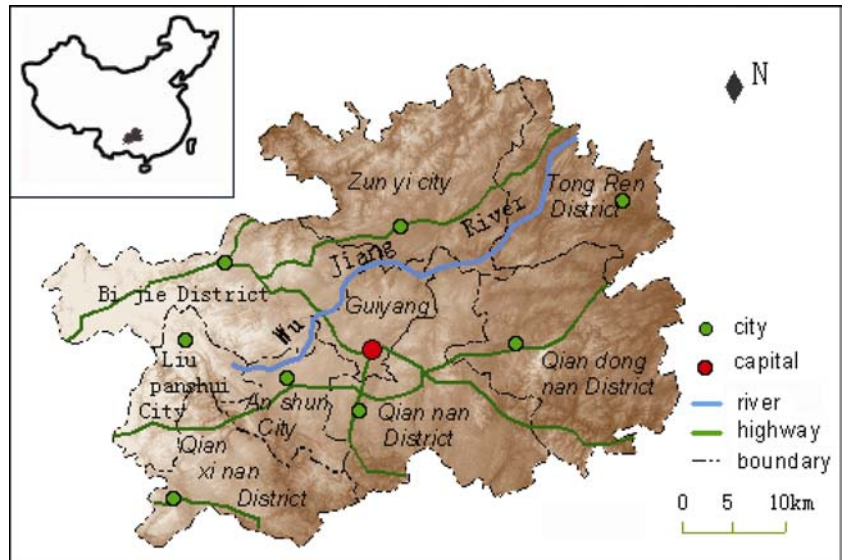 N
Zun yi city
Tong Ren
District
Wu Jiang River
Bi jie District
Guiyang
Liu
panshui
City
An shun
City
Qian nan
District
Qian dong
nan District
Qian
xi nan
District
city
capital
river
highway
boundary
0 5 10km